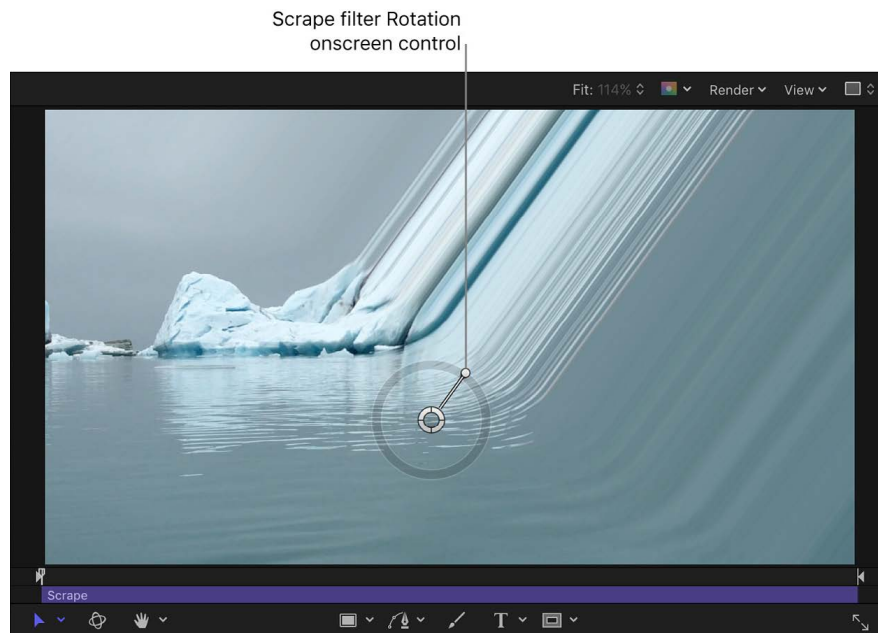 Scrape filter Rotation
onscreen control
Fit: 114% Render View
Scrape
T